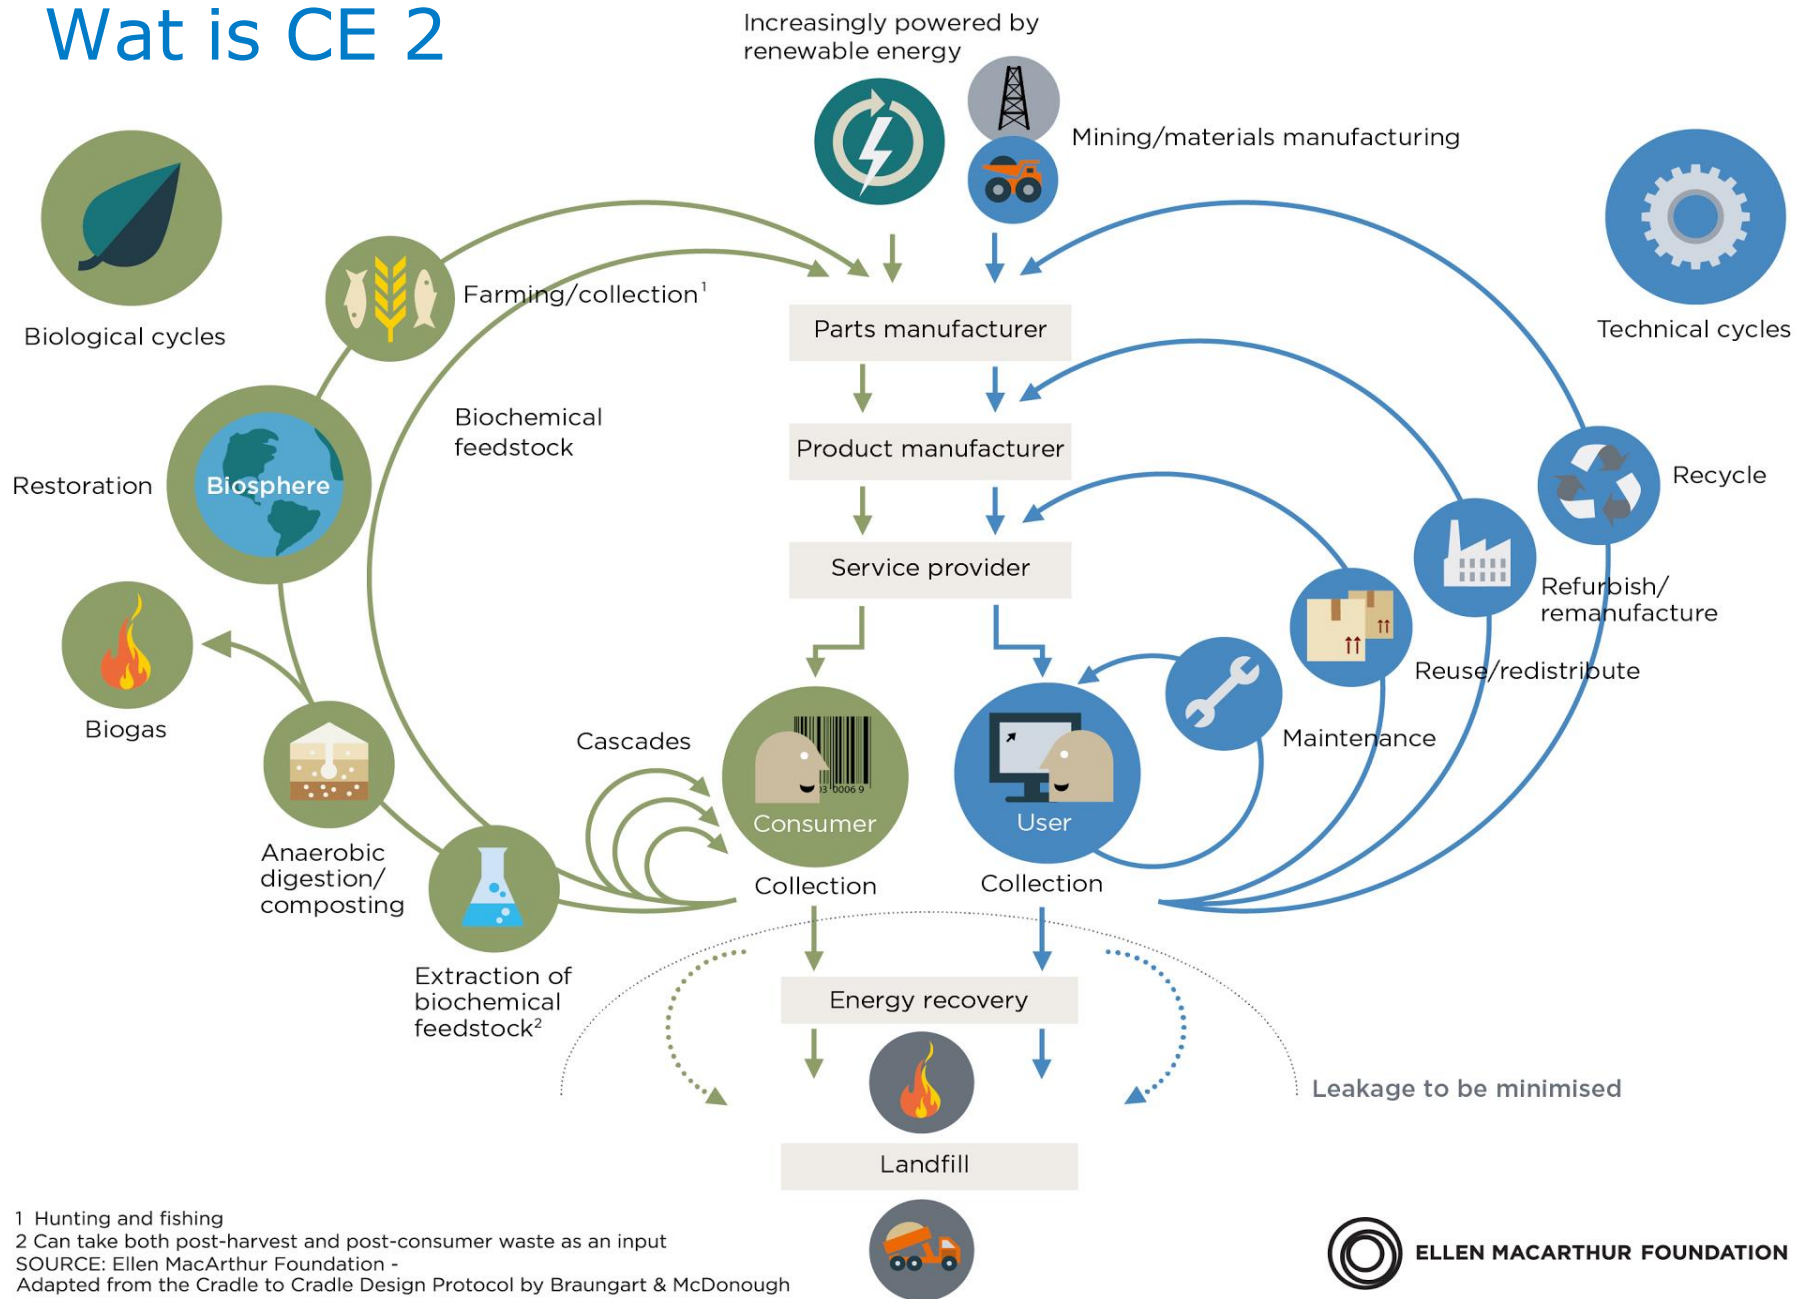 Wat is CE 2
Increasingly powered by
renewable energy
Mining/materials manufacturing
Biological cycles
Technical cycles
Farming/collection¹
Parts manufacturer
Biochemical
feedstock
Product manufacturer
Recycle
Restoration
Biosphere
Service provider
Refurbish/
remanufacture
Reuse/redistribute
Biogas
Cascades
Maintenance
03 0006 9
Consumer
User
Anaerobic
digestion/
composting
Collection
Collection
Extraction of
biochemical
feedstock²
Energy recovery
Leakage to be minimised
Landfill
1 Hunting and fishing
2 Can take both post-harvest and post-consumer waste as an input
SOURCE: Ellen MacArthur Foundation -
Adapted from the Cradle to Cradle Design Protocol by Braungart & McDonough
ELLEN MACARTHUR FOUNDATION